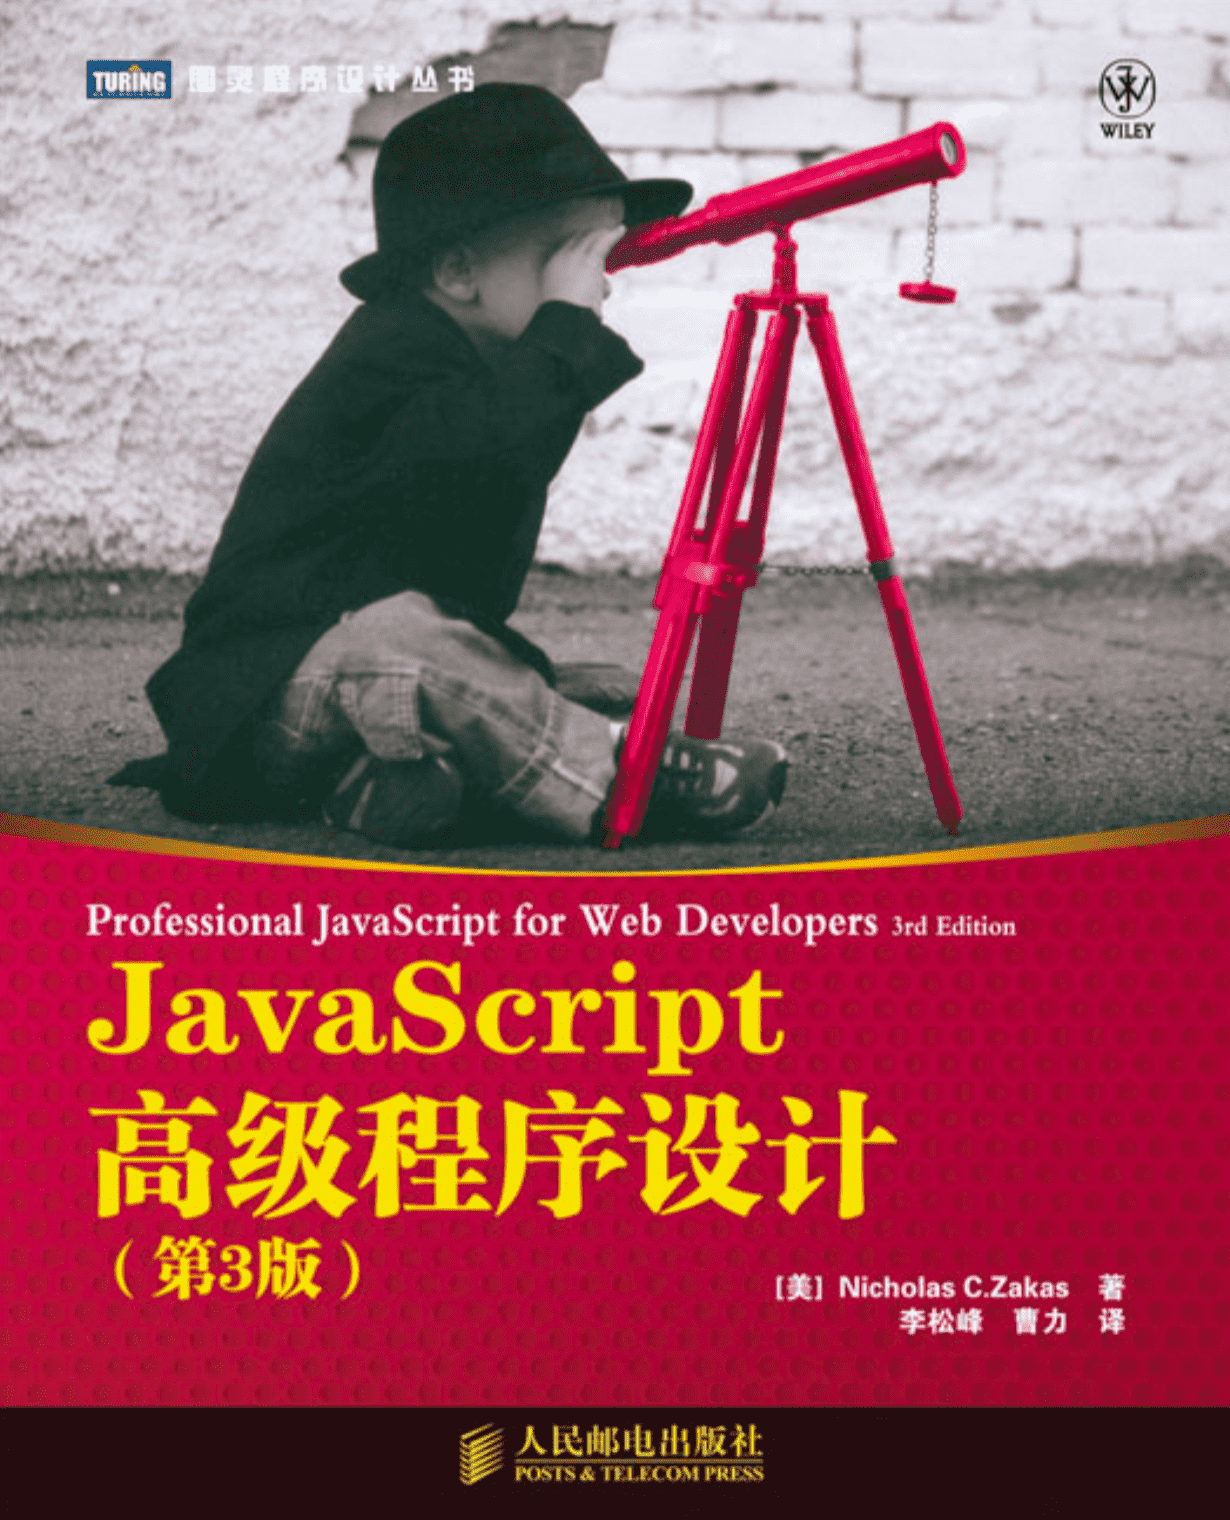 TURING 图灵程序设计丛书
WILEY
Professional JavaScript for Web Developers 3rd Edition
JavaScript
高级程序设计
（第3版）
[美] Nicholas C.Zakas 著
李松峰 曹力 译
人民邮电出版社
POSTS & TELECOM PRESS